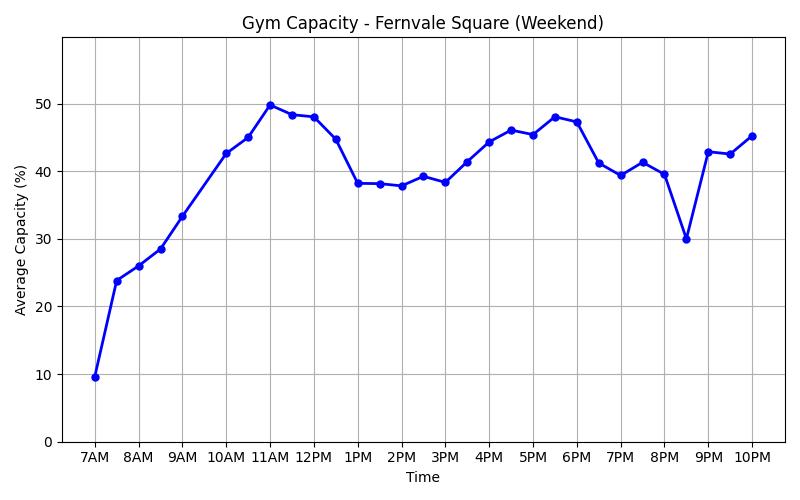 Gym Capacity - Fernvale Square (Weekend)
Average Capacity (%)
50
40
30
20
10
0
7AM 8AM 9AM 10AM 11AM 12PM 1PM 2PM 3PM 4PM 5PM 6PM 7PM 8PM 9PM 10PM
Time